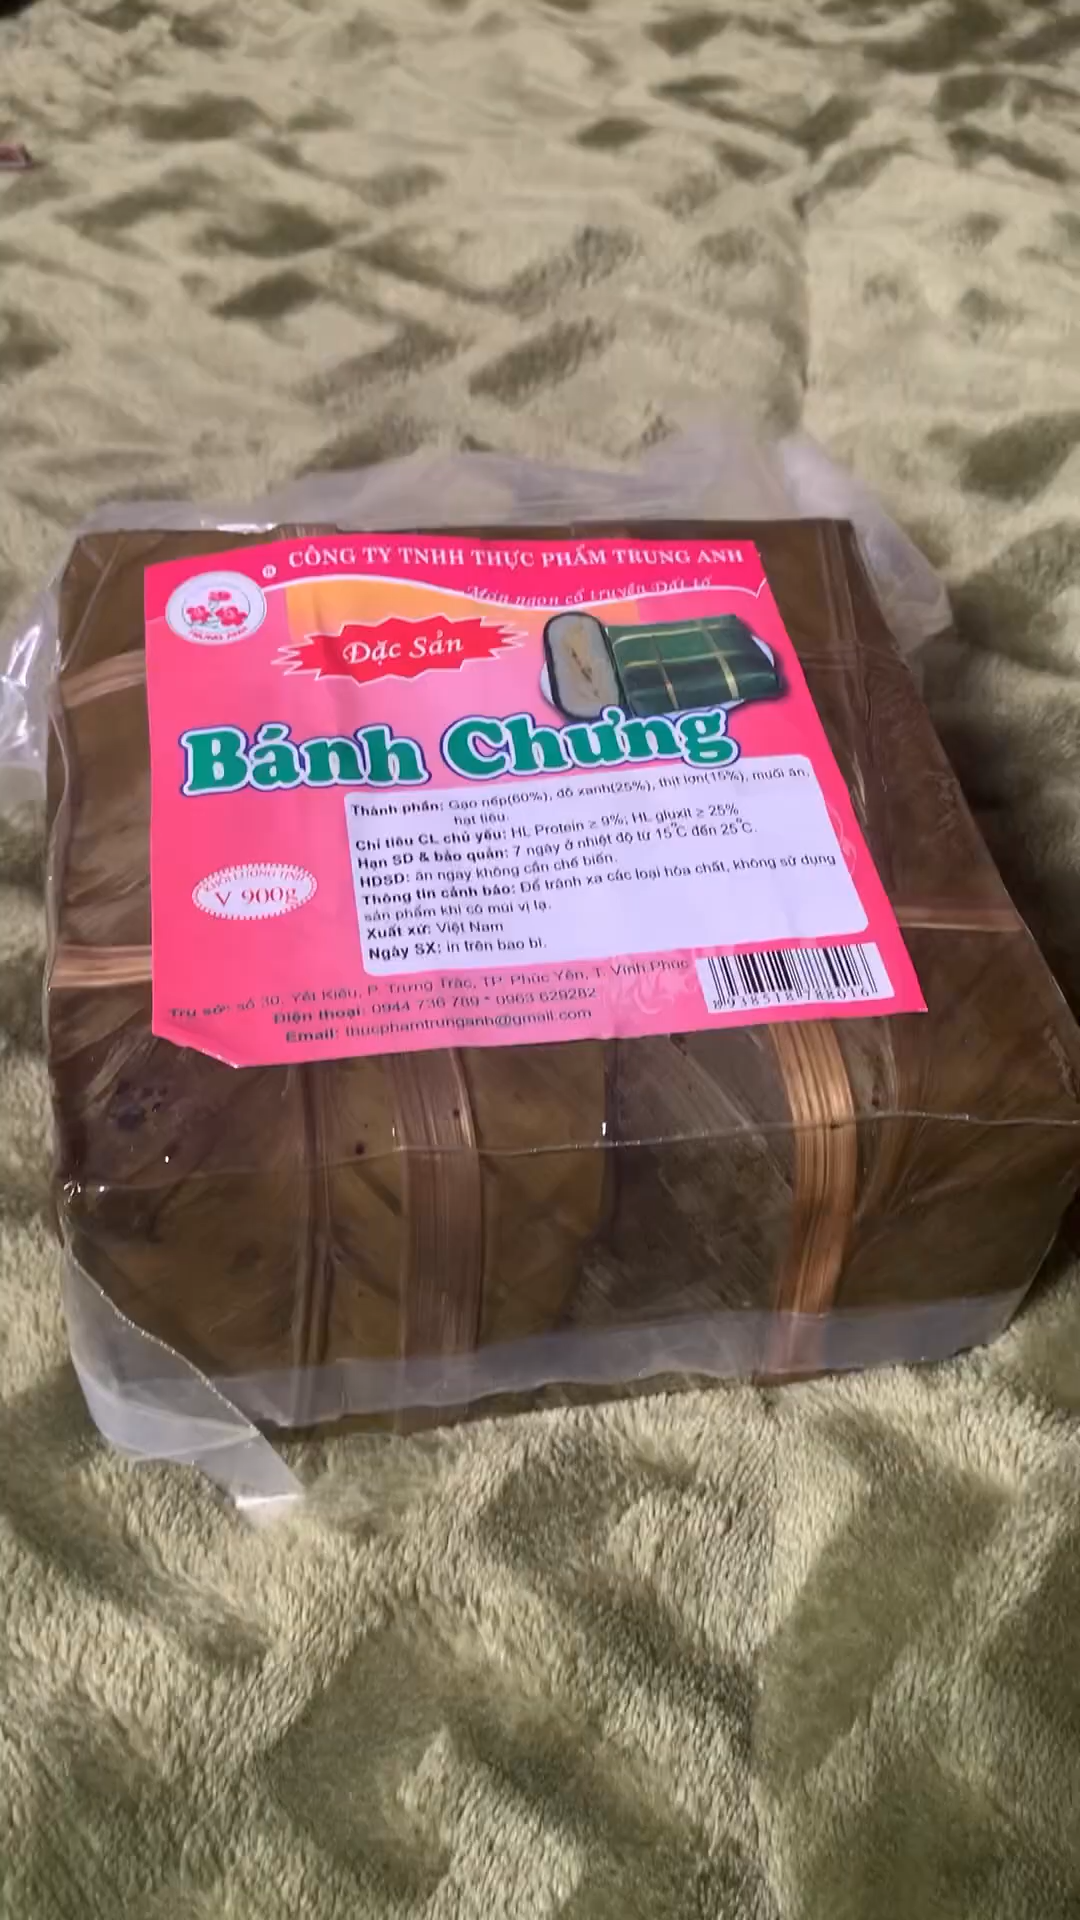 CÔNG TY TNHH THỰC PHẨM TRUNG ANH
Món ngon cổ truyền Đất tổ
TRUNG ANH
Đặc Sản
Bánh Chưng
Thành phần: Gạo nếp(60%), đỗ xanh(25%), thịt lợn(15%), muối ăn,
hạt tiêu.
Chỉ tiêu CL chủ yếu: HL Protein ≥ 9%; HL gluxit ≥ 25%
Hạn SD & bảo quản: 7 ngày ở nhiệt độ từ 15°C đến 25°C.
HDSD: ăn ngay không cần chế biến.
Thông tin cảnh báo: Để tránh xa các loại hóa chất, không sử dụng
sản phẩm khi có mùi vị lạ.
Xuất xứ: Việt Nam
Ngày SX: in trên bao bì.
KHỐI LƯỢNG TỊNH
V 900g
Trụ sở: số 30, Yết Kiêu, P. Trưng Trắc, TP. Phúc Yên, T. Vĩnh Phúc
Điện thoại: 0944 736 789 - 0963 629282
Email: thucphamtrunganh@gmail.com
8938518788016